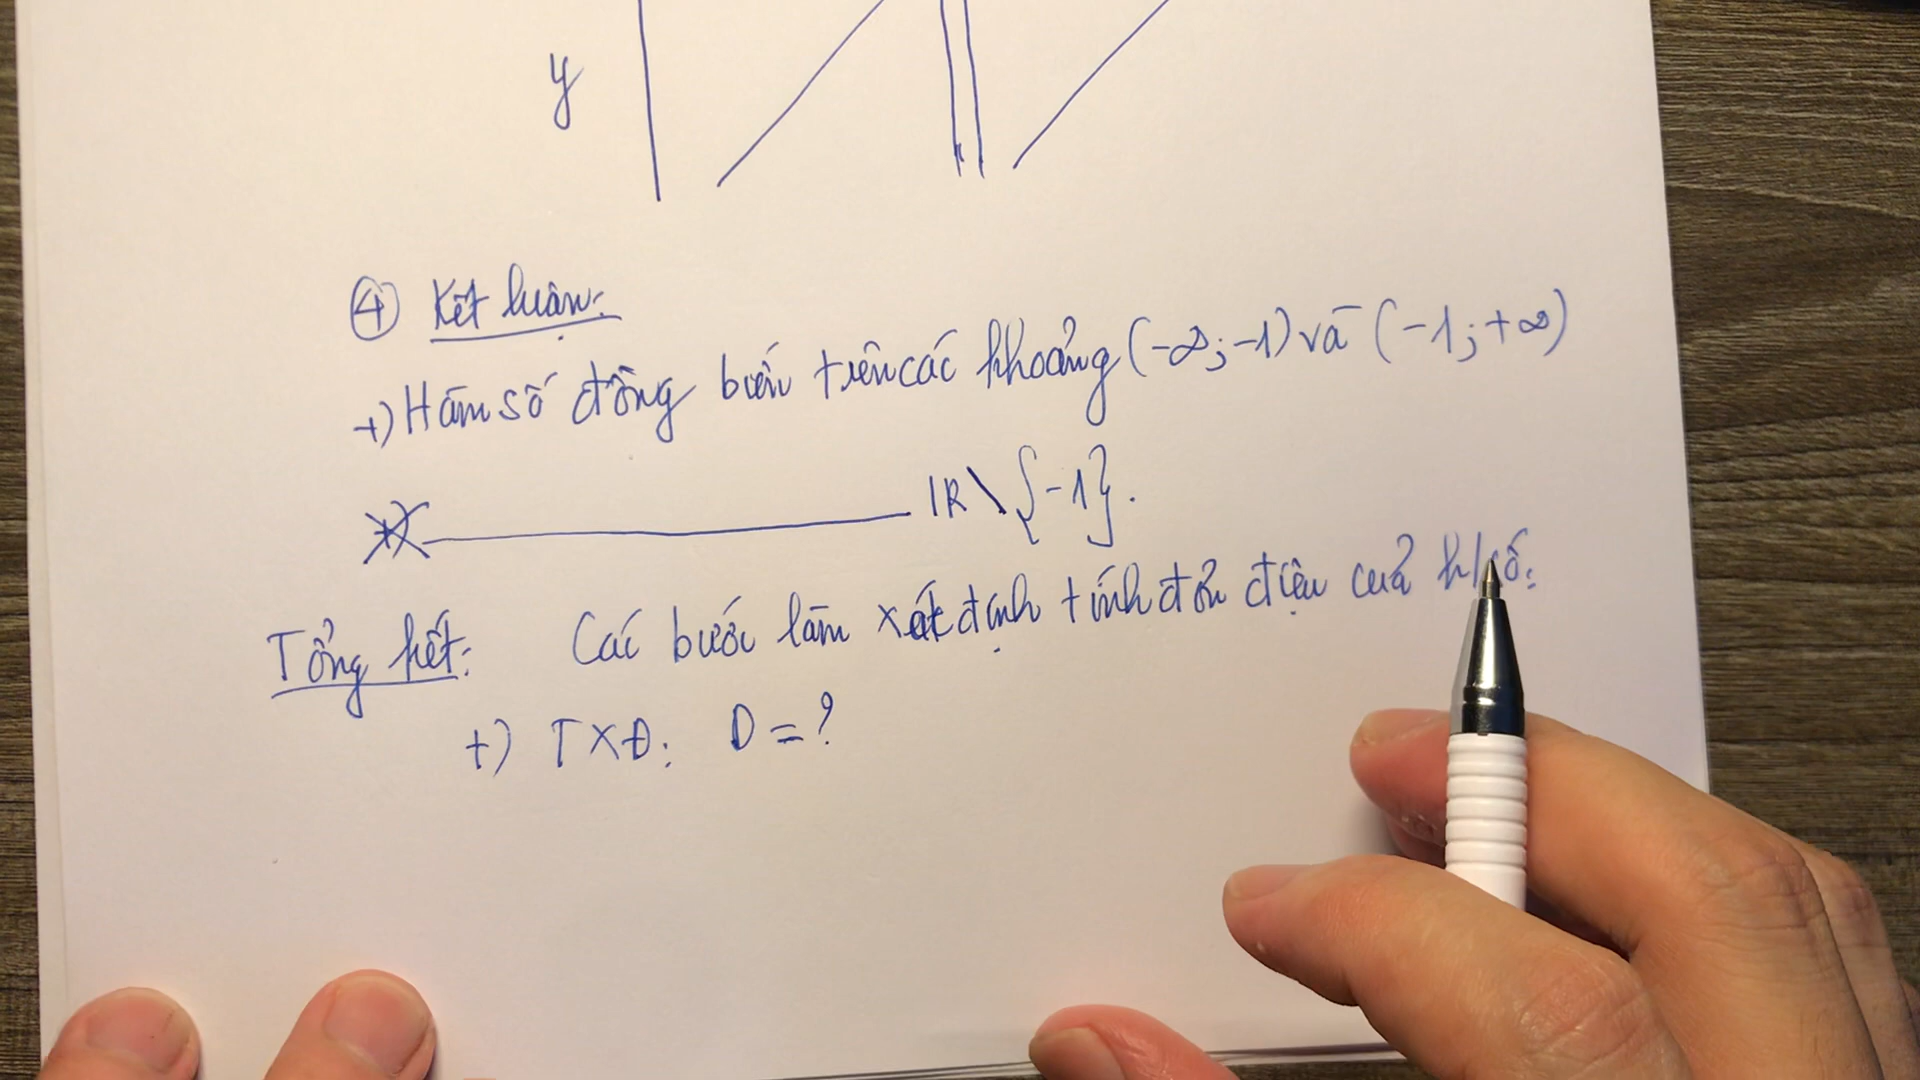 y
④ Kết luận:
+) Hàm số đồng biến trên các khoảng (-∞; -1) và (-1; +∞)
+) ———— ℝ \ {-1}.
Tổng kết: Các bước làm xác định tính đơn điệu của h/số:
+) TXĐ: D = ?